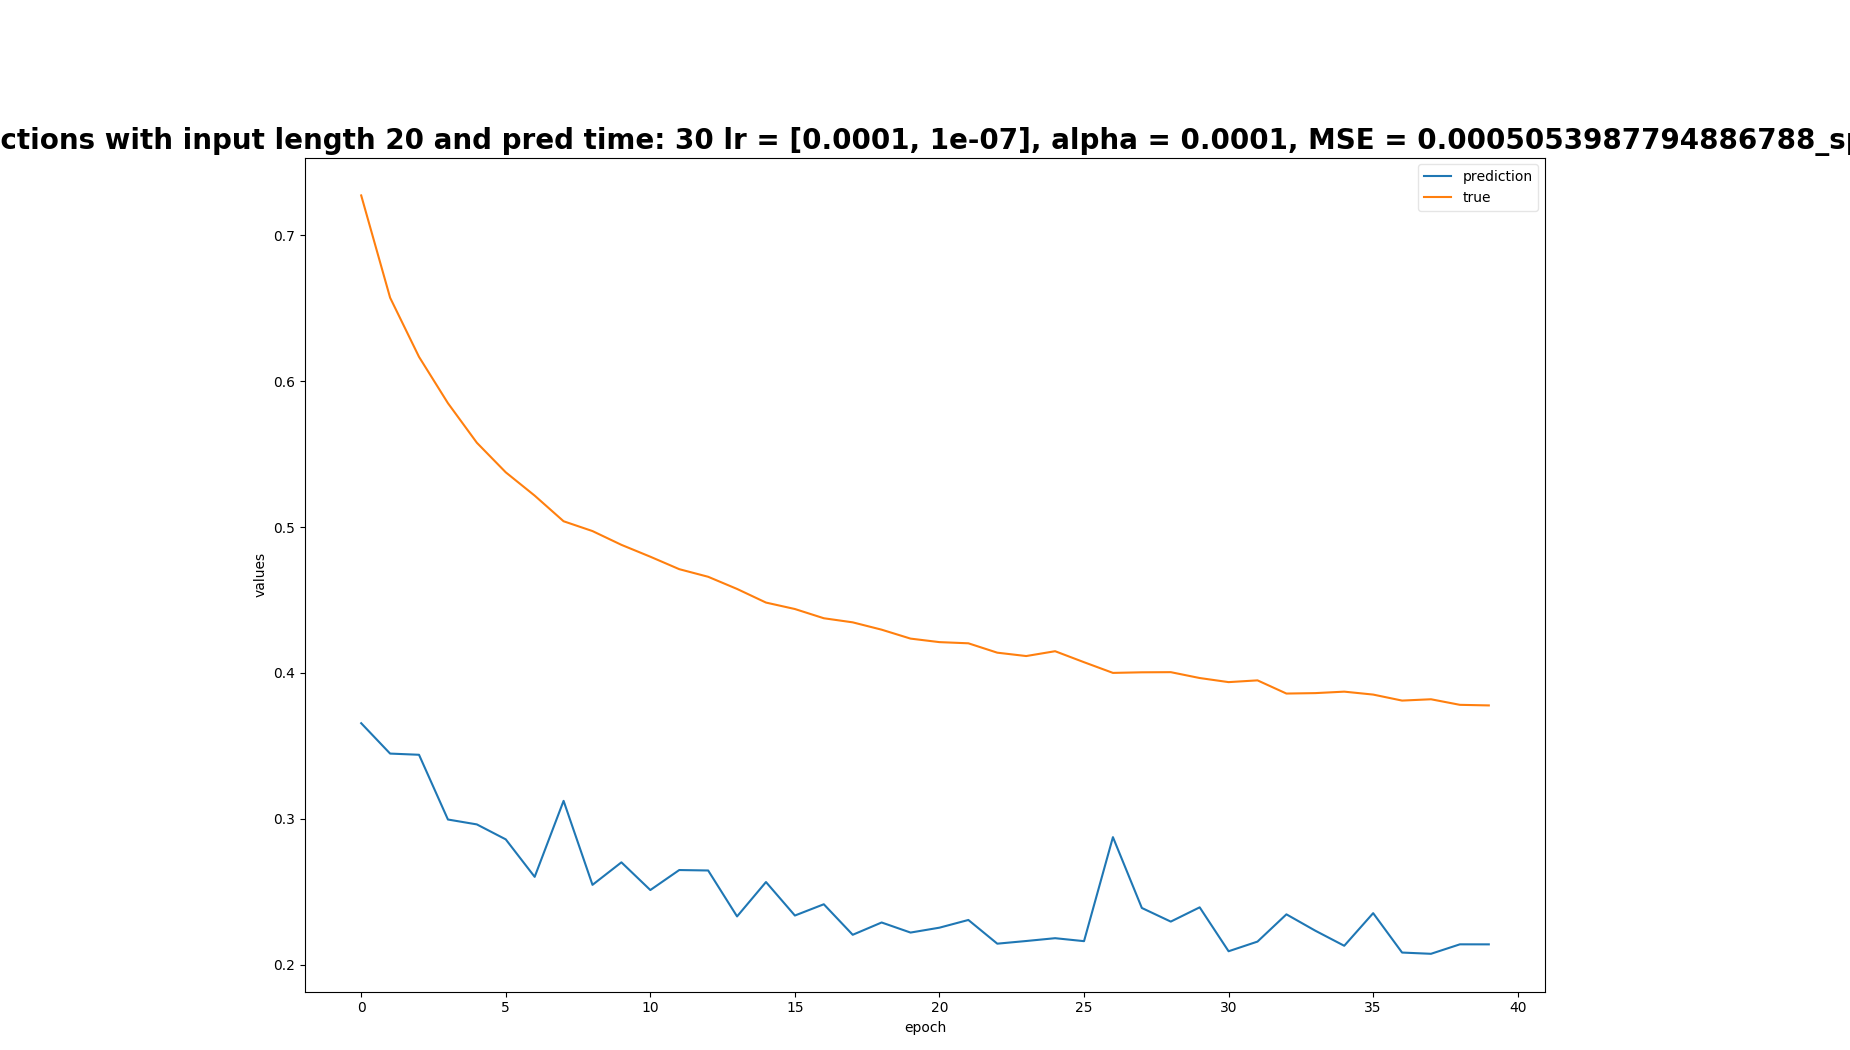 ctions with input length 20 and pred time: 30 lr = [0.0001, 1e-07], alpha = 0.0001, MSE = 0.0005053987794886788_sp
prediction
true
0.7
0.6
0.5
0.4
0.3
0.2
values
0 5 10 15 20 25 30 35 40
epoch